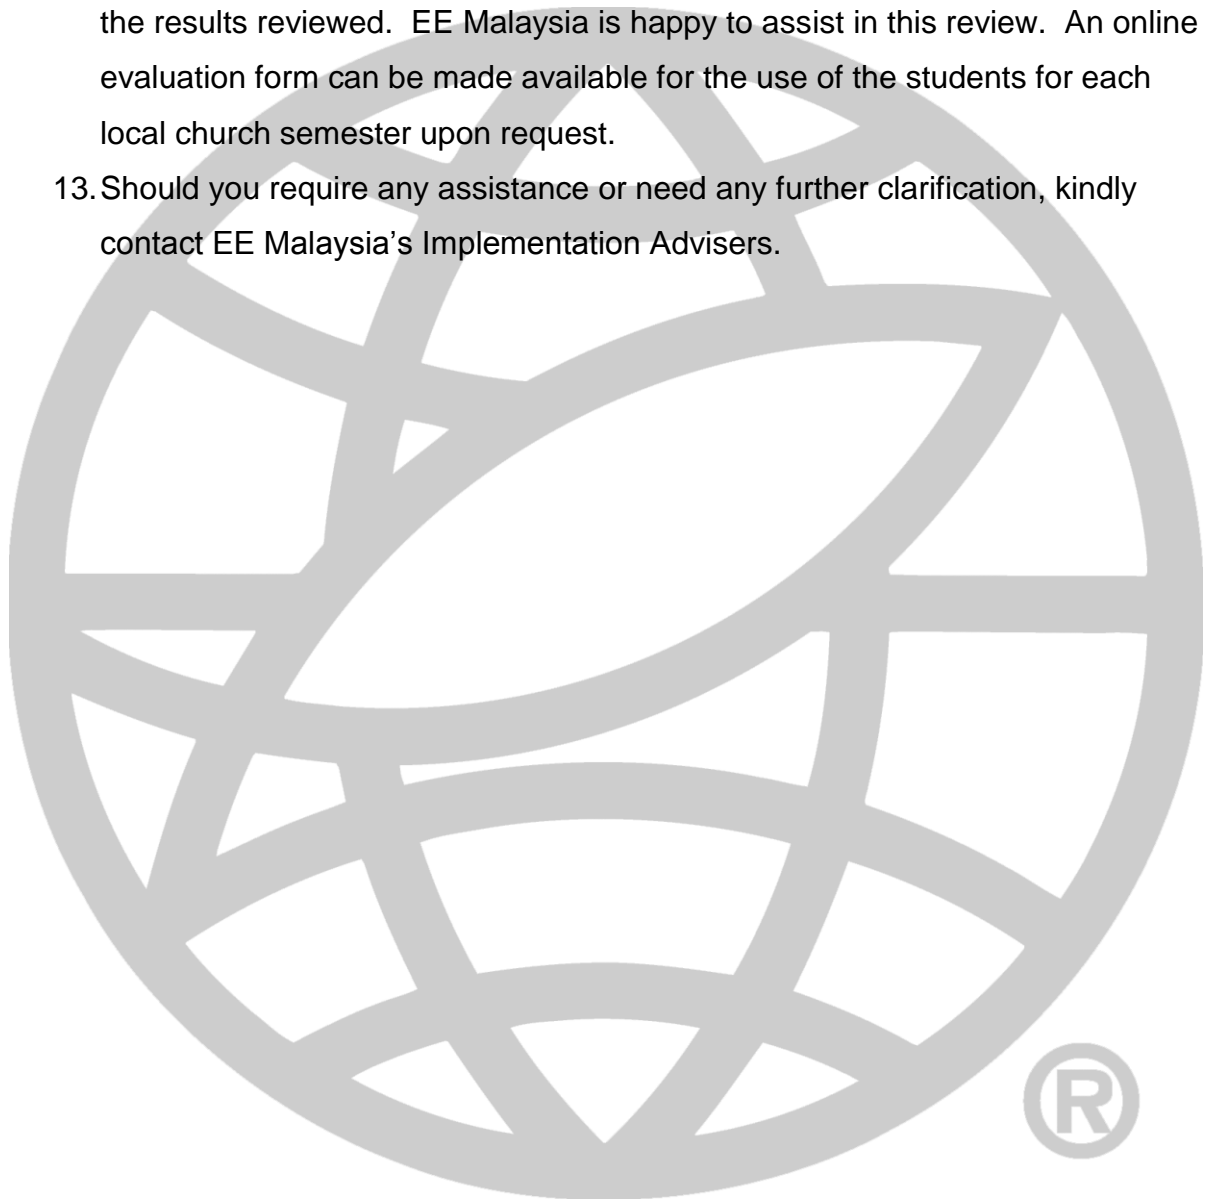 the results reviewed.  EE Malaysia is happy to assist in this review.  An online
evaluation form can be made available for the use of the students for each
local church semester upon request.
13. Should you require any assistance or need any further clarification, kindly
contact EE Malaysia’s Implementation Advisers.
®